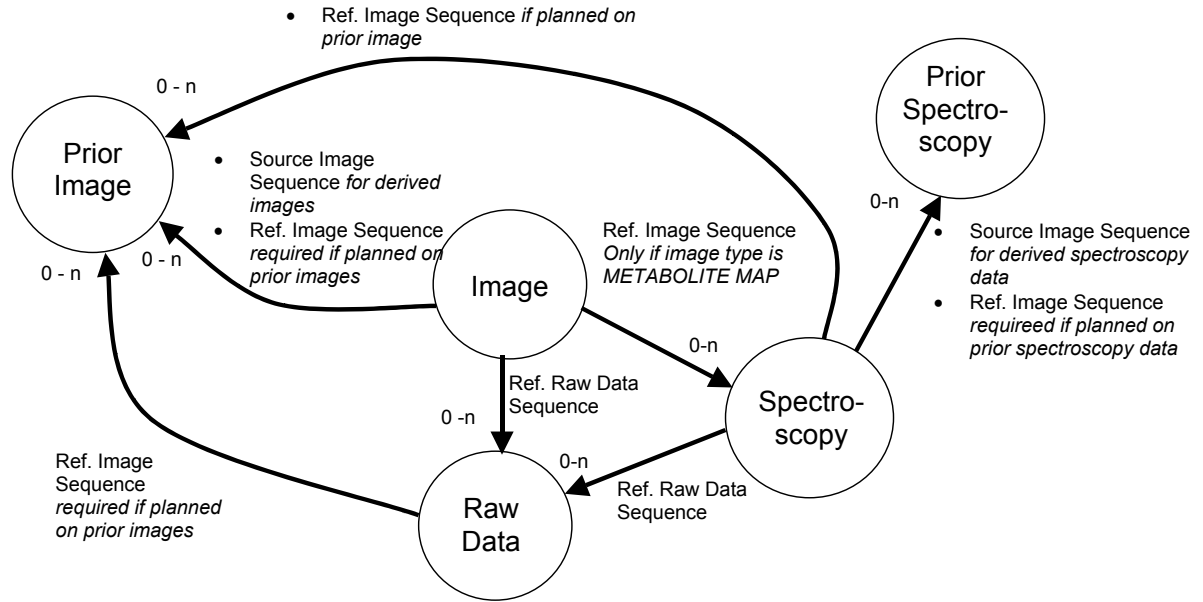 • Ref. Image Sequence if planned on
prior image
0 - n
Prior
Image
• Source Image
Sequence for derived
images
• Ref. Image Sequence
required if planned on
prior images
0 - n
0 - n
Image
Ref. Image Sequence
Only if image type is
METABOLITE MAP
Prior
Spectro-
scopy
0-n
• Source Image Sequence
for derived spectroscopy
data
• Ref. Image Sequence
requireed if planned on
prior spectroscopy data
0-n
Spectro-
scopy
Ref. Raw Data
Sequence
0 -n
0-n
Ref. Raw Data
Sequence
Ref. Image
Sequence
required if planned
on prior images
Raw
Data